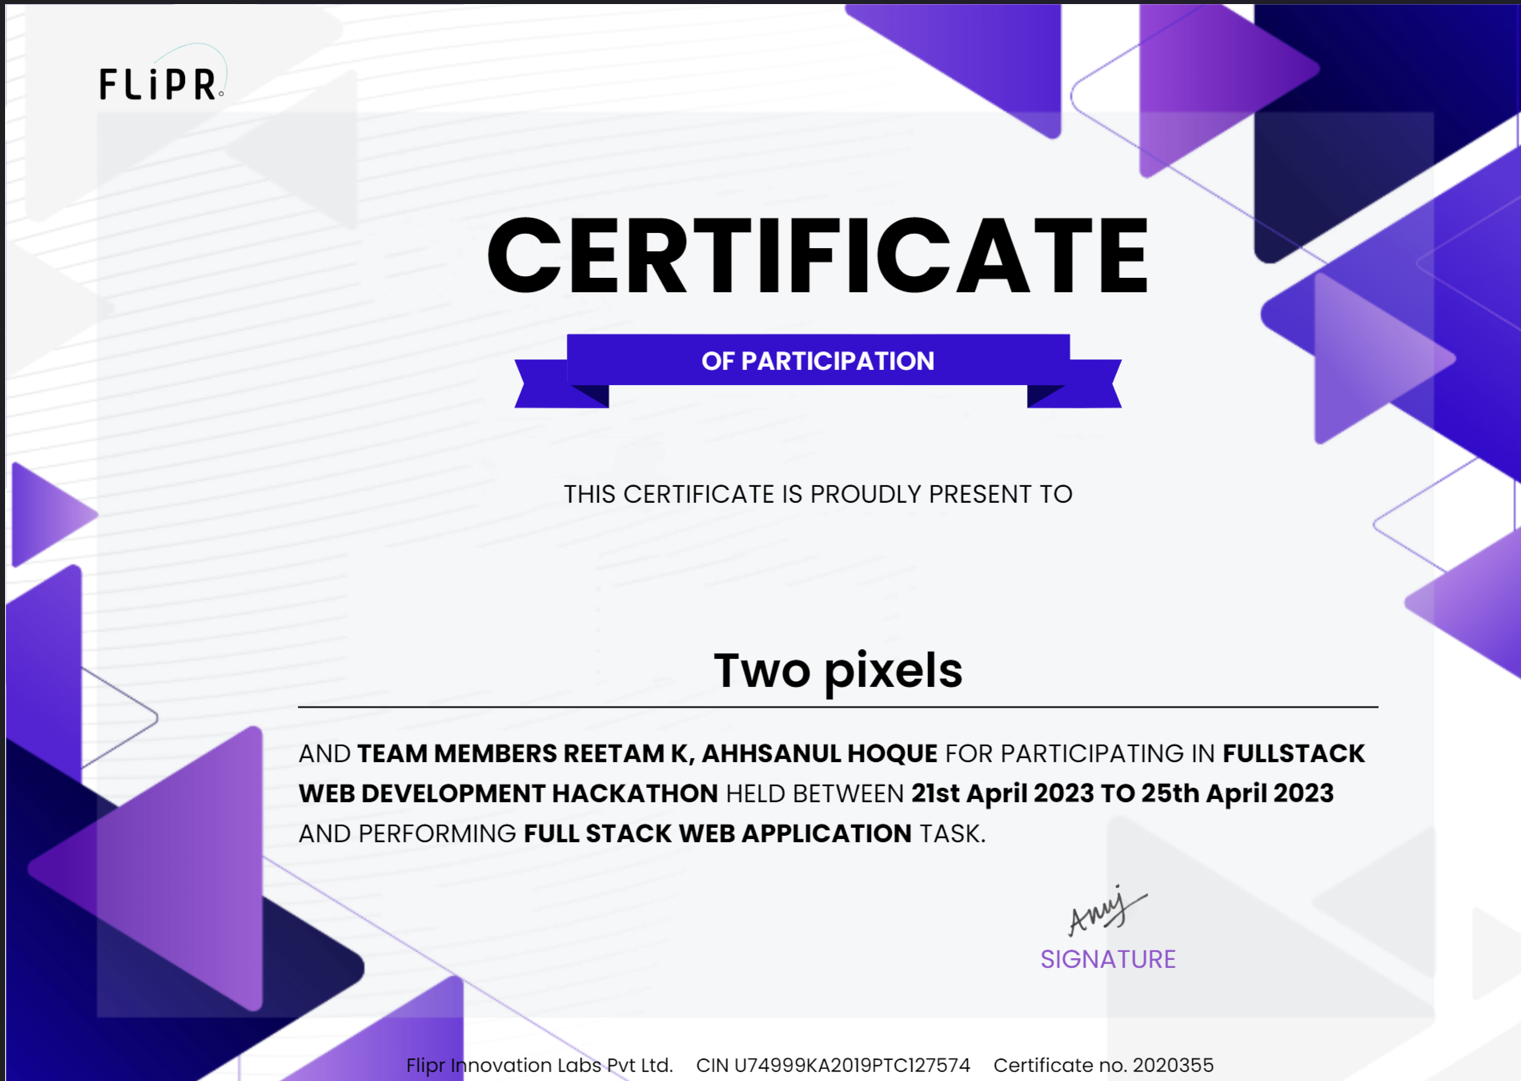 FLiPR
CERTIFICATE
OF PARTICIPATION
THIS CERTIFICATE IS PROUDLY PRESENT TO
Two pixels
AND TEAM MEMBERS REETAM K, AHHSANUL HOQUE FOR PARTICIPATING IN FULLSTACK
WEB DEVELOPMENT HACKATHON HELD BETWEEN 21st April 2023 TO 25th April 2023
AND PERFORMING FULL STACK WEB APPLICATION TASK.
Anuj
SIGNATURE
Flipr Innovation Labs Pvt Ltd. CIN U74999KA2019PTC127574 Certificate no. 2020355